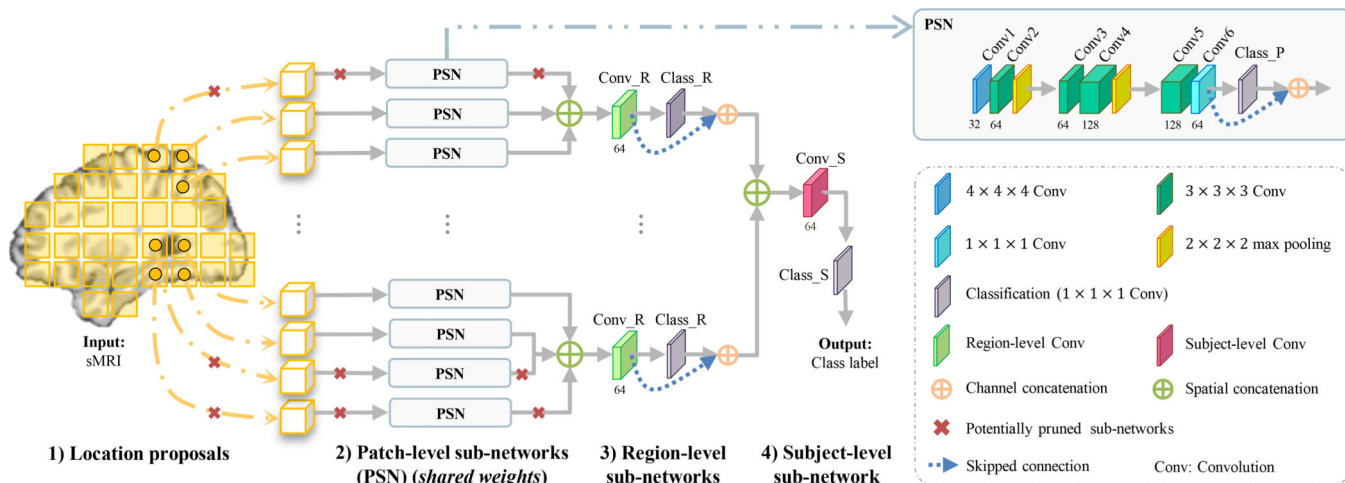 PSN
Conv1
Conv2
Conv3
Conv4
Conv5
Conv6
Class_P
32
64
64
128
128
64
PSN
PSN
PSN
Conv_R
Class_R
64
Conv_S
64
Class_S
Output:
Class label
Input:
sMRI
PSN
PSN
PSN
PSN
Conv_R
Class_R
64
4 × 4 × 4 Conv
3 × 3 × 3 Conv
1 × 1 × 1 Conv
2 × 2 × 2 max pooling
Classification (1 × 1 × 1 Conv)
Region-level Conv
Subject-level Conv
Channel concatenation
Spatial concatenation
Potentially pruned sub-networks
Skipped connection
Conv: Convolution
1) Location proposals
2) Patch-level sub-networks
(PSN) (shared weights)
3) Region-level
sub-networks
4) Subject-level
sub-network